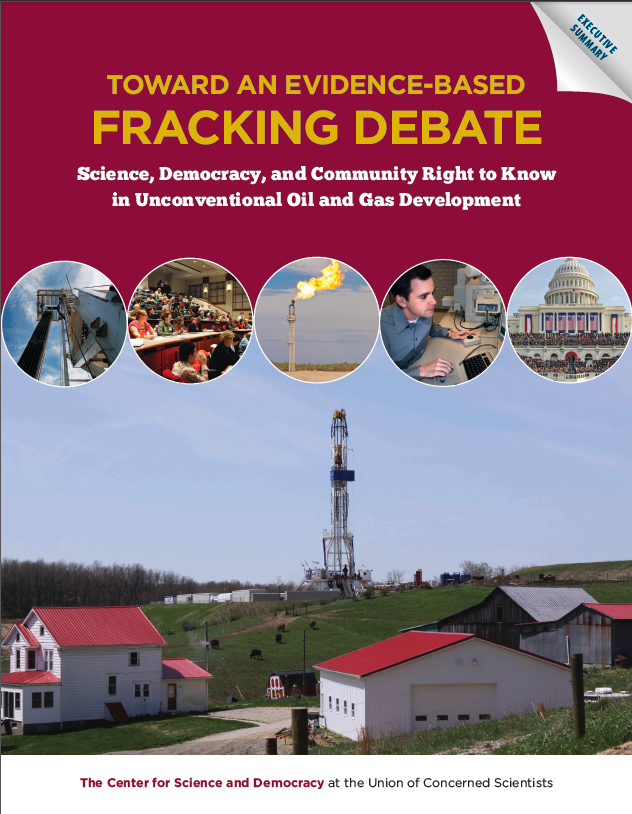 EXECUTIVE
SUMMARY
TOWARD AN EVIDENCE-BASED
FRACKING DEBATE
Science, Democracy, and Community Right to Know
in Unconventional Oil and Gas Development
The Center for Science and Democracy at the Union of Concerned Scientists